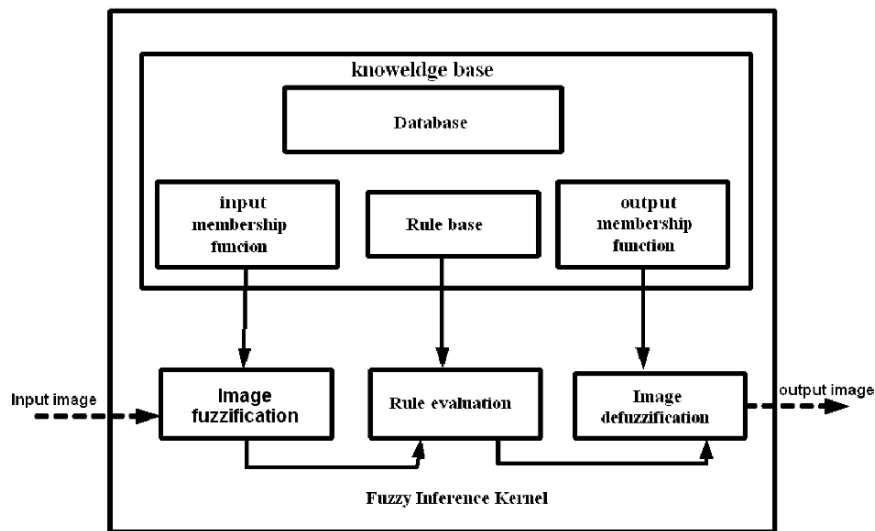 knoweldge base
Database
input
membership
funcion
Rule base
output
membership
function
Input image
Image
fuzzification
Rule evaluation
Image
defuzzification
output image
Fuzzy Inference Kernel